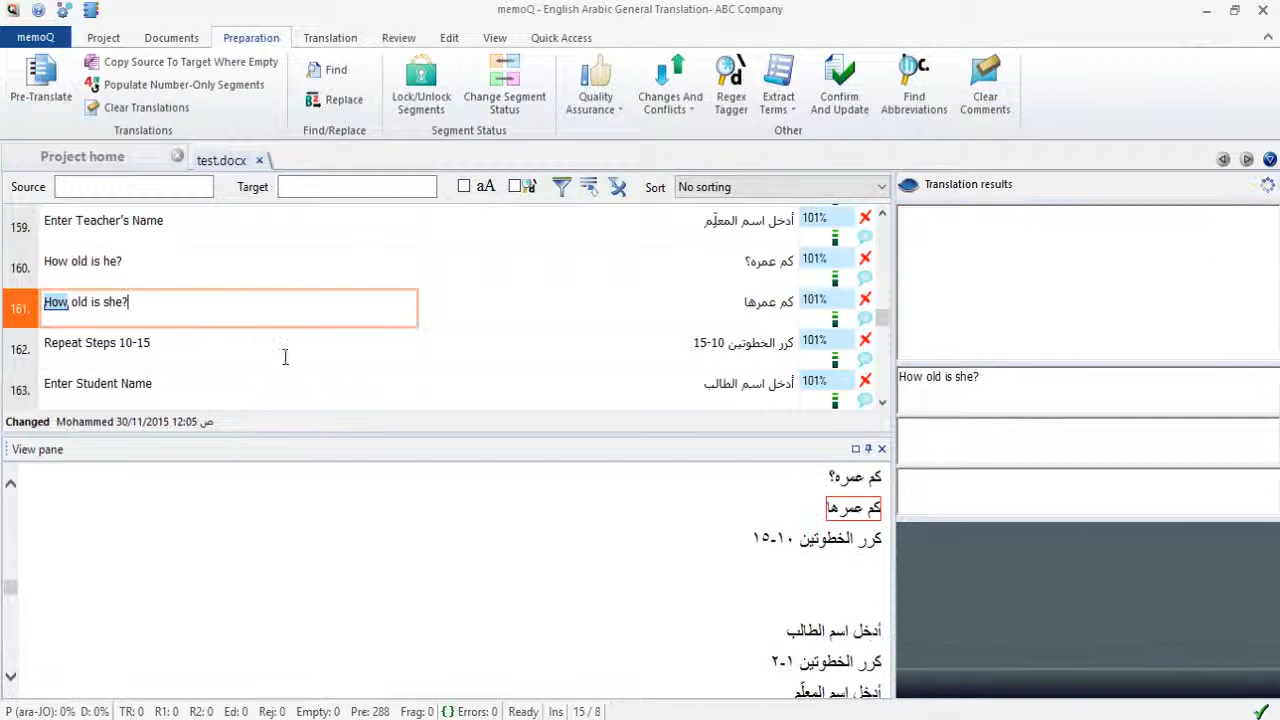 memoQ - English Arabic General Translation- ABC Company
memoQ Project Documents Preparation Translation Review Edit View Quick Access
Pre-Translate
Copy Source To Target Where Empty
Populate Number-Only Segments
Clear Translations
Translations
Find
Replace
Find/Replace
Lock/Unlock Segments
Change Segment Status
Segment Status
Quality Assurance
Changes And Conflicts
Regex Tagger
Extract Terms
Confirm And Update
Find Abbreviations
Clear Comments
Other
Project home test.docx
Source Target aA Sort No sorting
159. Enter Teacher’s Name أدخل اسم المعلّم 101%
160. How old is he? كم عمره؟ 101%
161. How old is she? كم عمرها 101%
162. Repeat Steps 10-15 كرر الخطوتين 10-15 101%
163. Enter Student Name أدخل اسم الطالب 101%
Changed Mohammed 30/11/2015 12:05 ص
Translation results
How old is she?
View pane
كم عمره؟
كم عمرها
كرر الخطوتين ١٠-١٥
أدخل اسم الطالب
كرر الخطوتين ١-٢
أدخل اسم المعلّم
P (ara-JO): 0% D: 0% TR: 0 R1: 0 R2: 0 Ed: 0 Rej: 0 Empty: 0 Pre: 288 Frag: 0 {} Errors: 0 Ready Ins 15 / 8